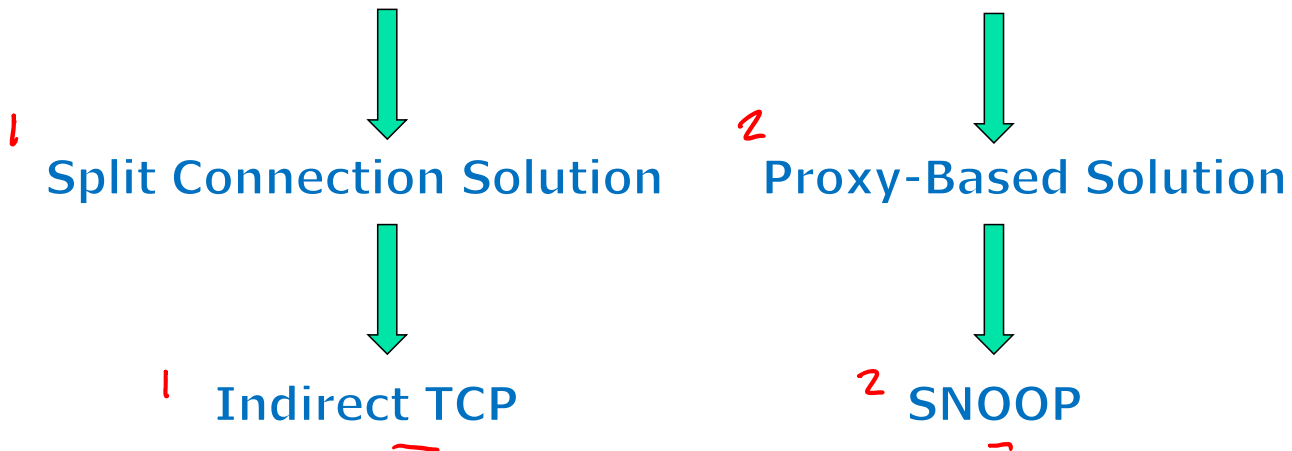 1 Split Connection Solution
2 Proxy-Based Solution
1 Indirect TCP
2 SNOOP